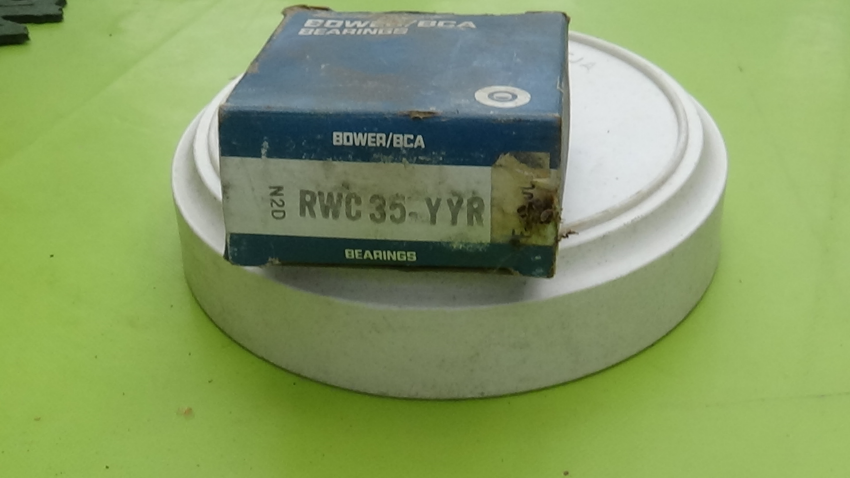 BOWER/BCA
BEARINGS
BOWER/BCA
N2D
RWC 35-YYR
BEARINGS